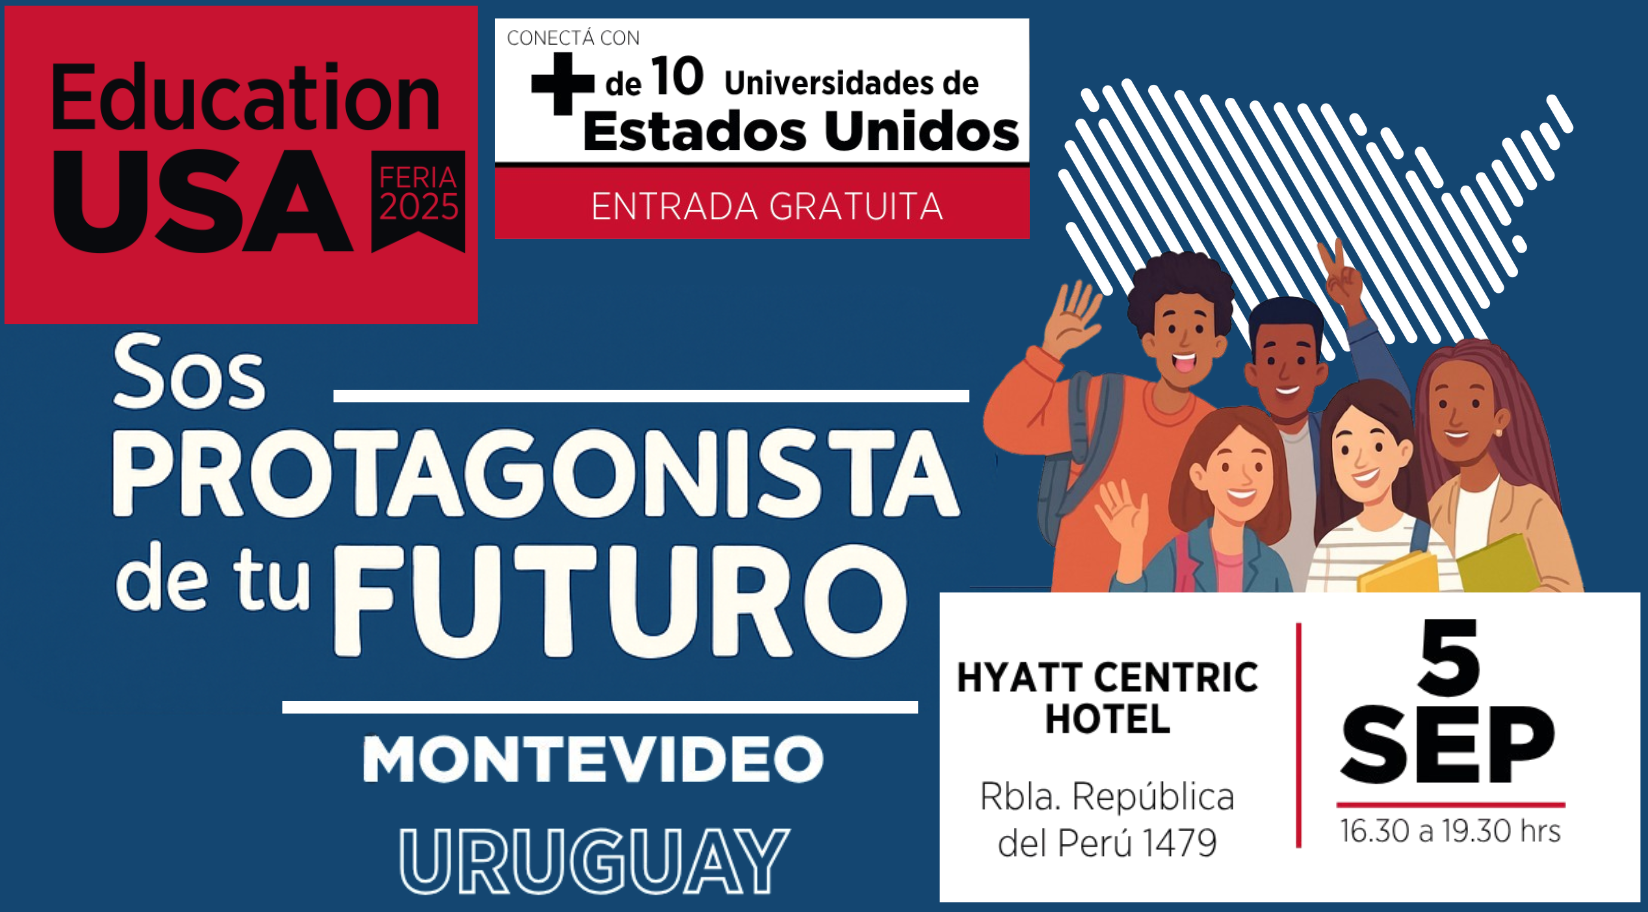 Education
USA
FERIA
2025
CONECTÁ CON
+ de 10 Universidades de
Estados Unidos
ENTRADA GRATUITA
Sos
PROTAGONISTA
de tu FUTURO
MONTEVIDEO
URUGUAY
HYATT CENTRIC
HOTEL
Rbla. República
del Perú 1479
5
SEP
16.30 a 19.30 hrs